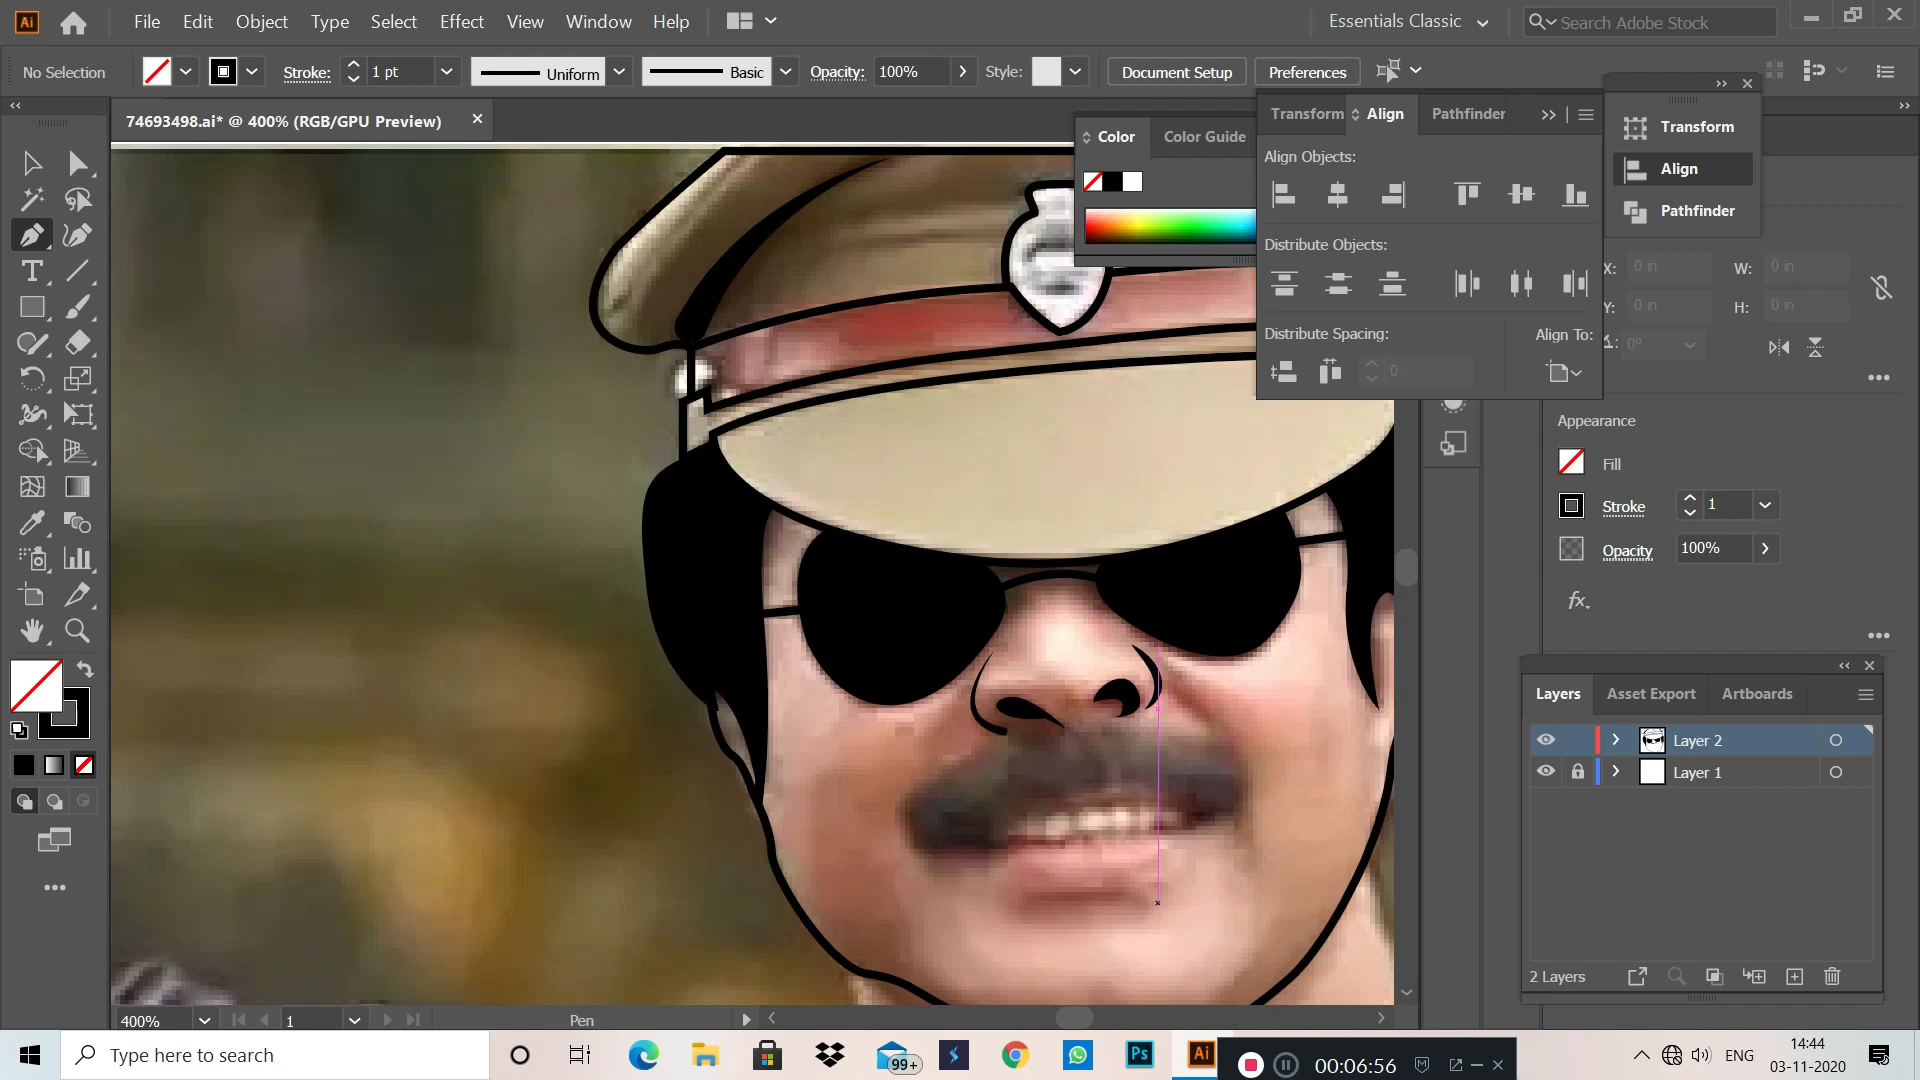 Ai File Edit Object Type Select Effect View Window Help Essentials Classic Search Adobe Stock
No Selection Stroke: 1 pt Uniform Basic Opacity: 100% Style: Document Setup Preferences
74693498.ai* @ 400% (RGB/GPU Preview)
Color Color Guide
Transform Align Pathfinder
Align Objects:
Distribute Objects:
Distribute Spacing: Align To:
0
Transform
Align
Pathfinder
X: 0 in W: 0 in
Y: 0 in H: 0 in
0°
Appearance
Fill
Stroke 1
Opacity 100%
fx.
Layers Asset Export Artboards
Layer 2
Layer 1
2 Layers
400% 1 Pen
Type here to search 99+ Ps Ai 00:06:56 ENG 14:44
03-11-2020